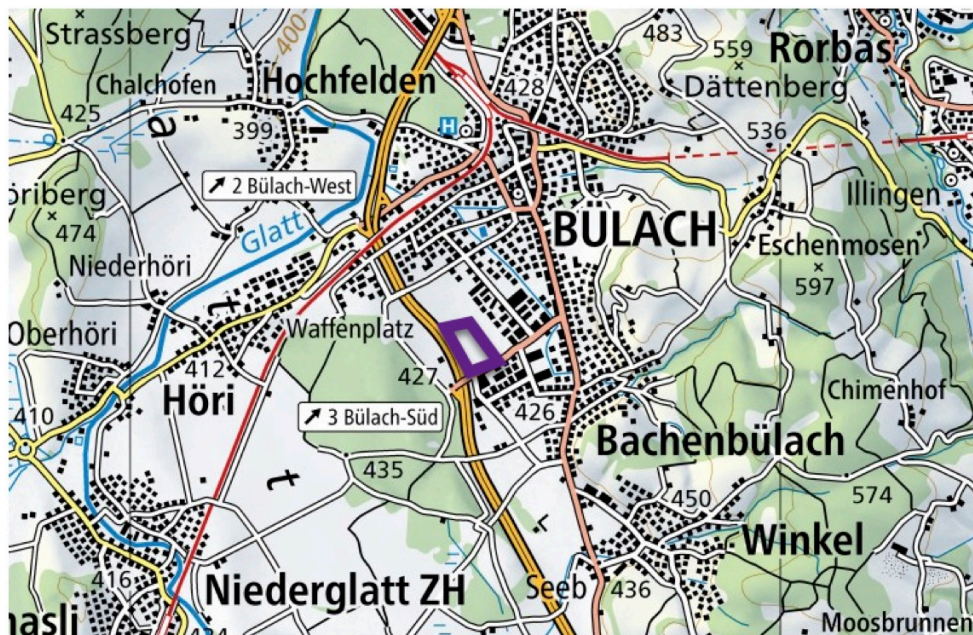 Strassberg
400
483
559
Rorbas
Chalchofen
Hochfelden
428
Dättenberg
425
a
399
H
536
2 Bülach-West
Illingen
474
Glatt
BÜLACH
Eschenmosen
Niederhöri
597
t
Oberhöri
Waffenplatz
412
427
Chimenhof
Höri
410
3 Bülach-Süd
426
Bachenbülach
435
t
574
450
Winkel
L
416
Niederglatt ZH
Seeb
436
Moosbrunnen